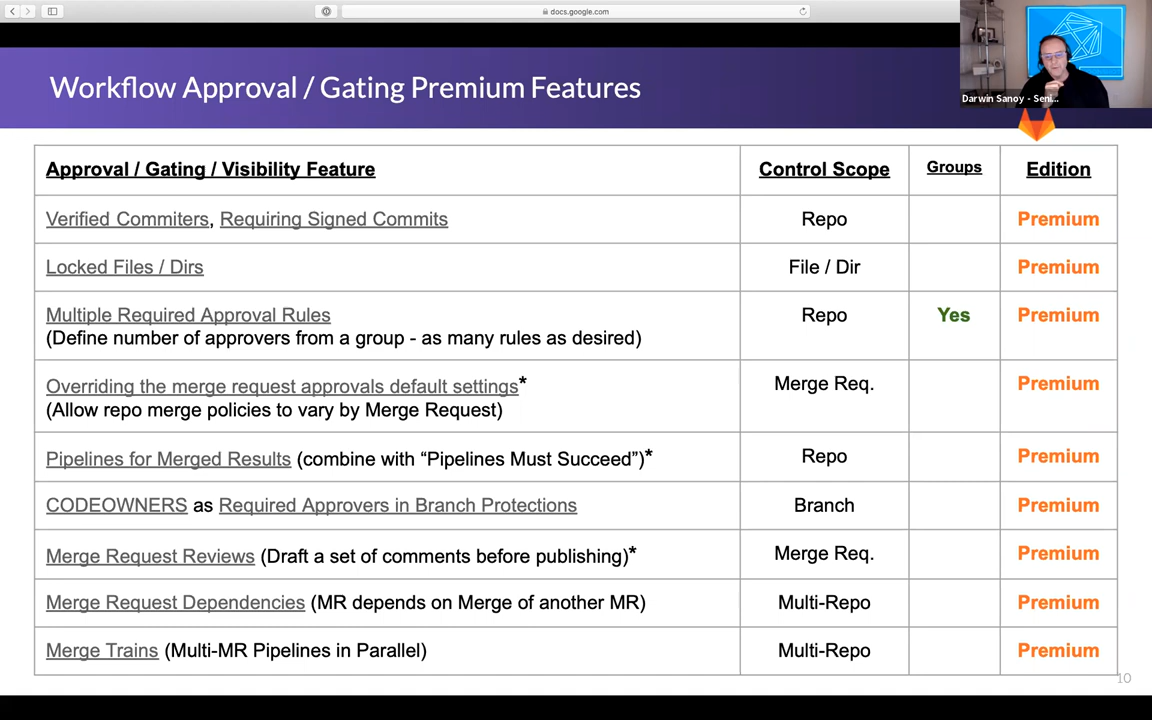 docs.google.com
Workflow Approval / Gating Premium Features
Darwin Sanoy - Seni...
Approval / Gating / Visibility Feature Control Scope Groups Edition
Verified Commiters, Requiring Signed Commits Repo Premium
Locked Files / Dirs File / Dir Premium
Multiple Required Approval Rules Repo Yes Premium
(Define number of approvers from a group - as many rules as desired)
Overriding the merge request approvals default settings* Merge Req. Premium
(Allow repo merge policies to vary by Merge Request)
Pipelines for Merged Results (combine with “Pipelines Must Succeed”)* Repo Premium
CODEOWNERS as Required Approvers in Branch Protections Branch Premium
Merge Request Reviews (Draft a set of comments before publishing)* Merge Req. Premium
Merge Request Dependencies (MR depends on Merge of another MR) Multi-Repo Premium
Merge Trains (Multi-MR Pipelines in Parallel) Multi-Repo Premium
10